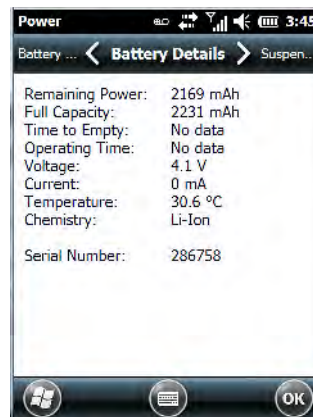 Power 3:45
Battery ... Battery Details Suspen..
Remaining Power: 2169 mAh
Full Capacity: 2231 mAh
Time to Empty: No data
Operating Time: No data
Voltage: 4.1 V
Current: 0 mA
Temperature: 30.6 °C
Chemistry: Li-Ion
Serial Number: 286758
OK